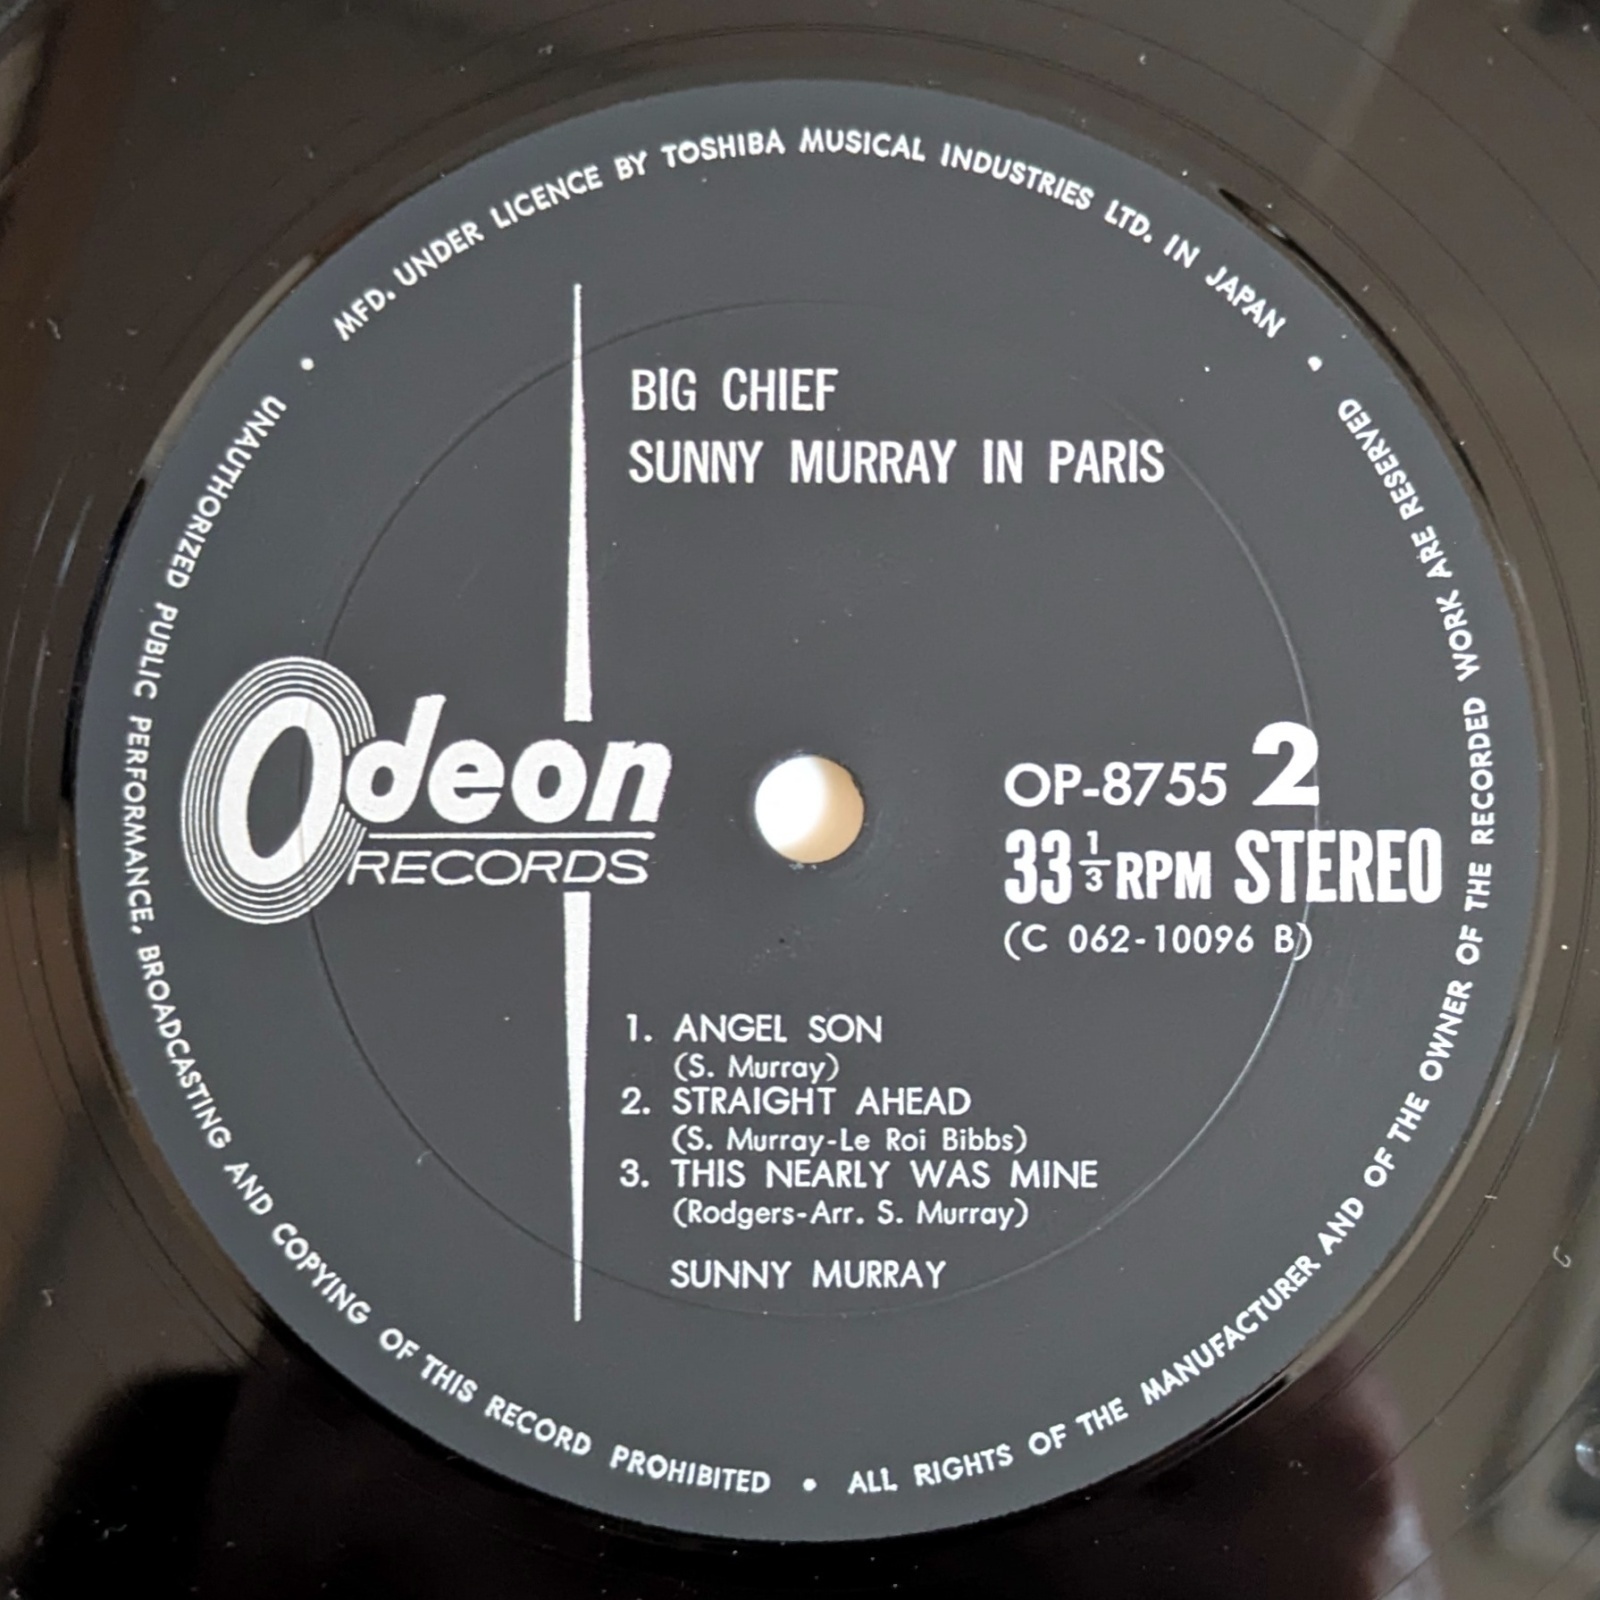 MFD. UNDER LICENCE BY TOSHIBA MUSICAL INDUSTRIES LTD. IN JAPAN •
ALL RIGHTS OF THE MANUFACTURER AND OF THE OWNER OF THE RECORDED WORK ARE RESERVED •
UNAUTHORIZED PUBLIC PERFORMANCE, BROADCASTING AND COPYING OF THIS RECORD PROHIBITED •
BIG CHIEF
SUNNY MURRAY IN PARIS
Odeon
RECORDS
OP-8755 2
33 1/3 RPM STEREO
(C 062-10096 B)
1. ANGEL SON
(S. Murray)
2. STRAIGHT AHEAD
(S. Murray-Le Roi Bibbs)
3. THIS NEARLY WAS MINE
(Rodgers-Arr. S. Murray)
SUNNY MURRAY